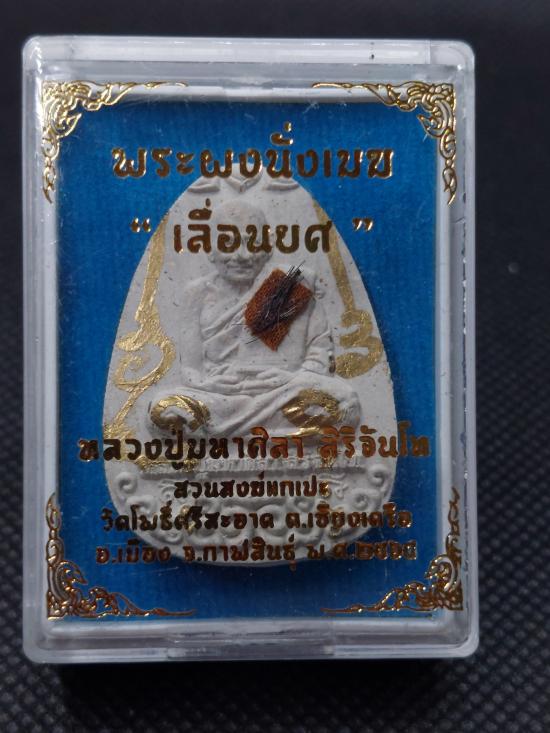 พระผงนั่งเมฆ
“ เลื่อนยศ ”
หลวงปู่มหาศิลา สิริจันโท
สวนสงฆ์แกเปะ
วัดโพธิ์ศรีสะอาด ต.เชียงเครือ
อ.เมือง จ.กาฬสินธุ์ พ.ศ.๒๕๖๕